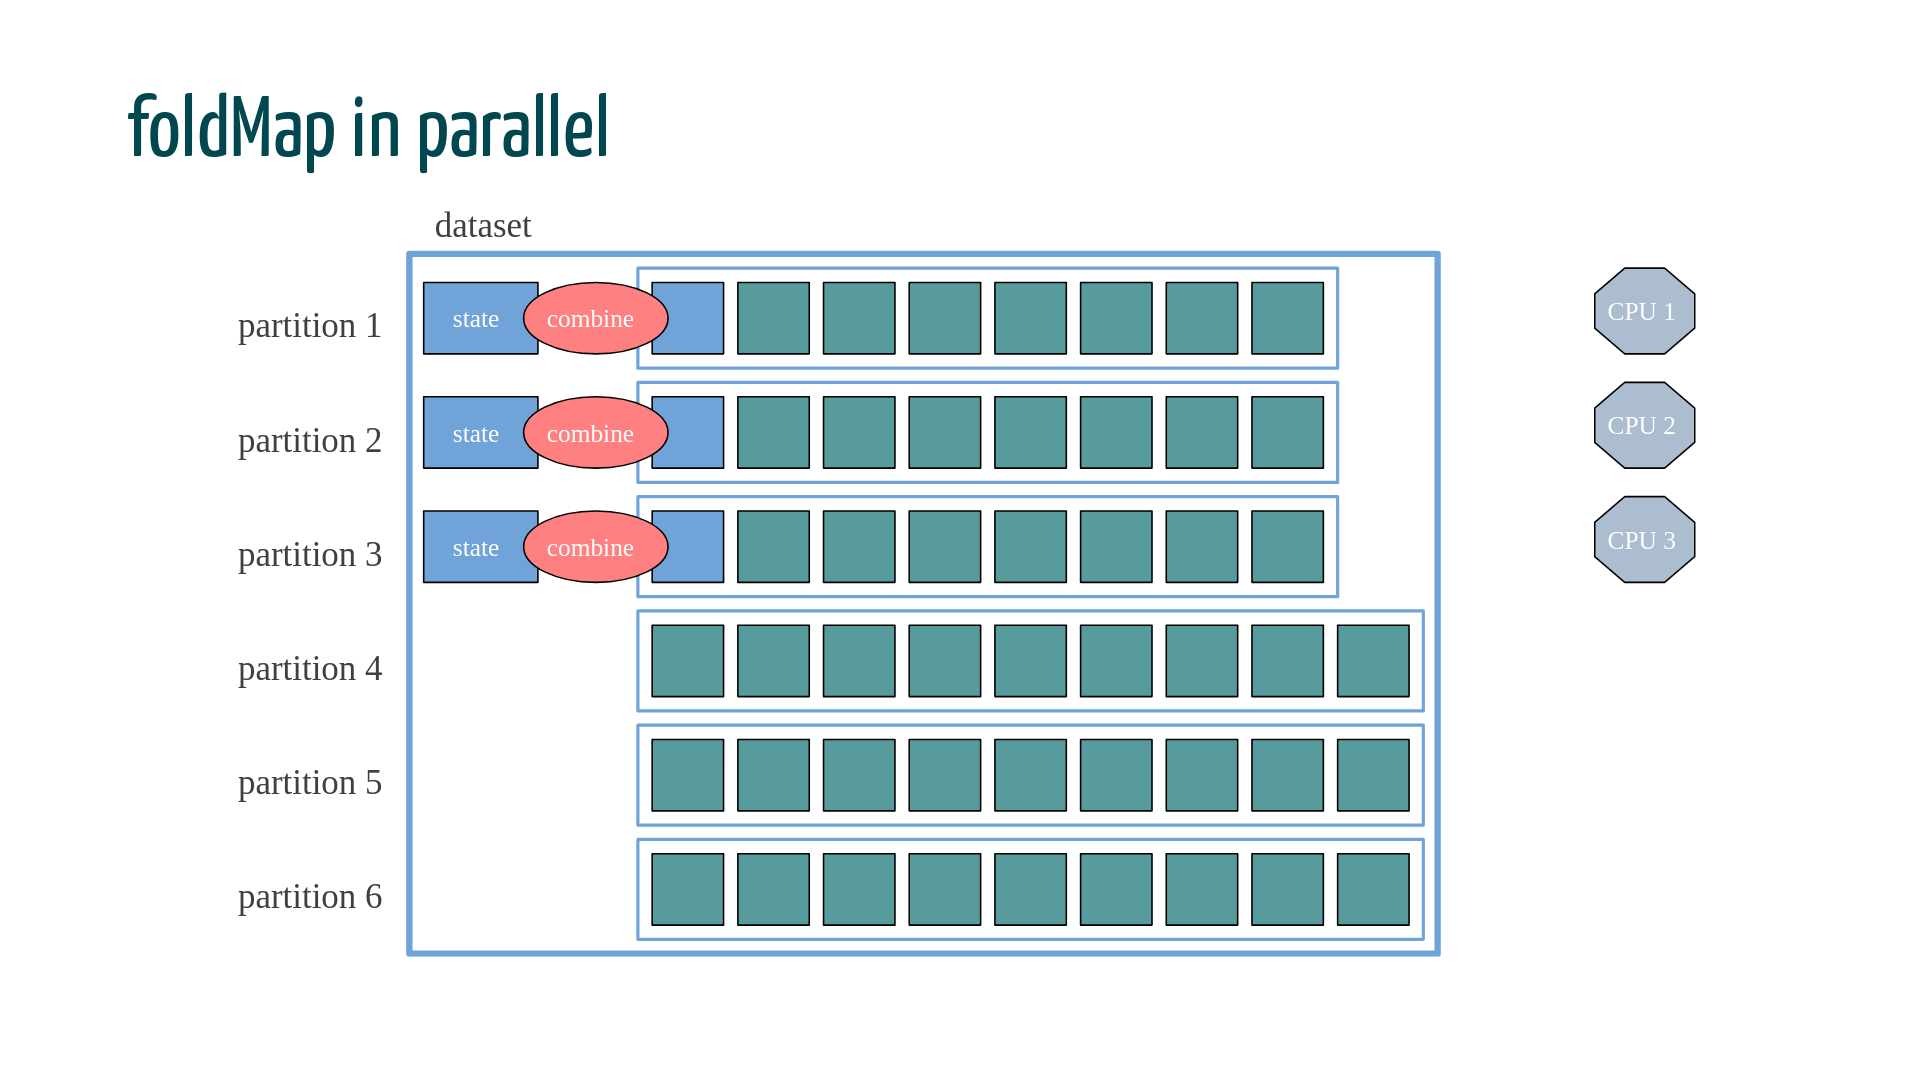 foldMap in parallel
dataset
partition 1
state
combine
CPU 1
partition 2
state
combine
CPU 2
partition 3
state
combine
CPU 3
partition 4
partition 5
partition 6